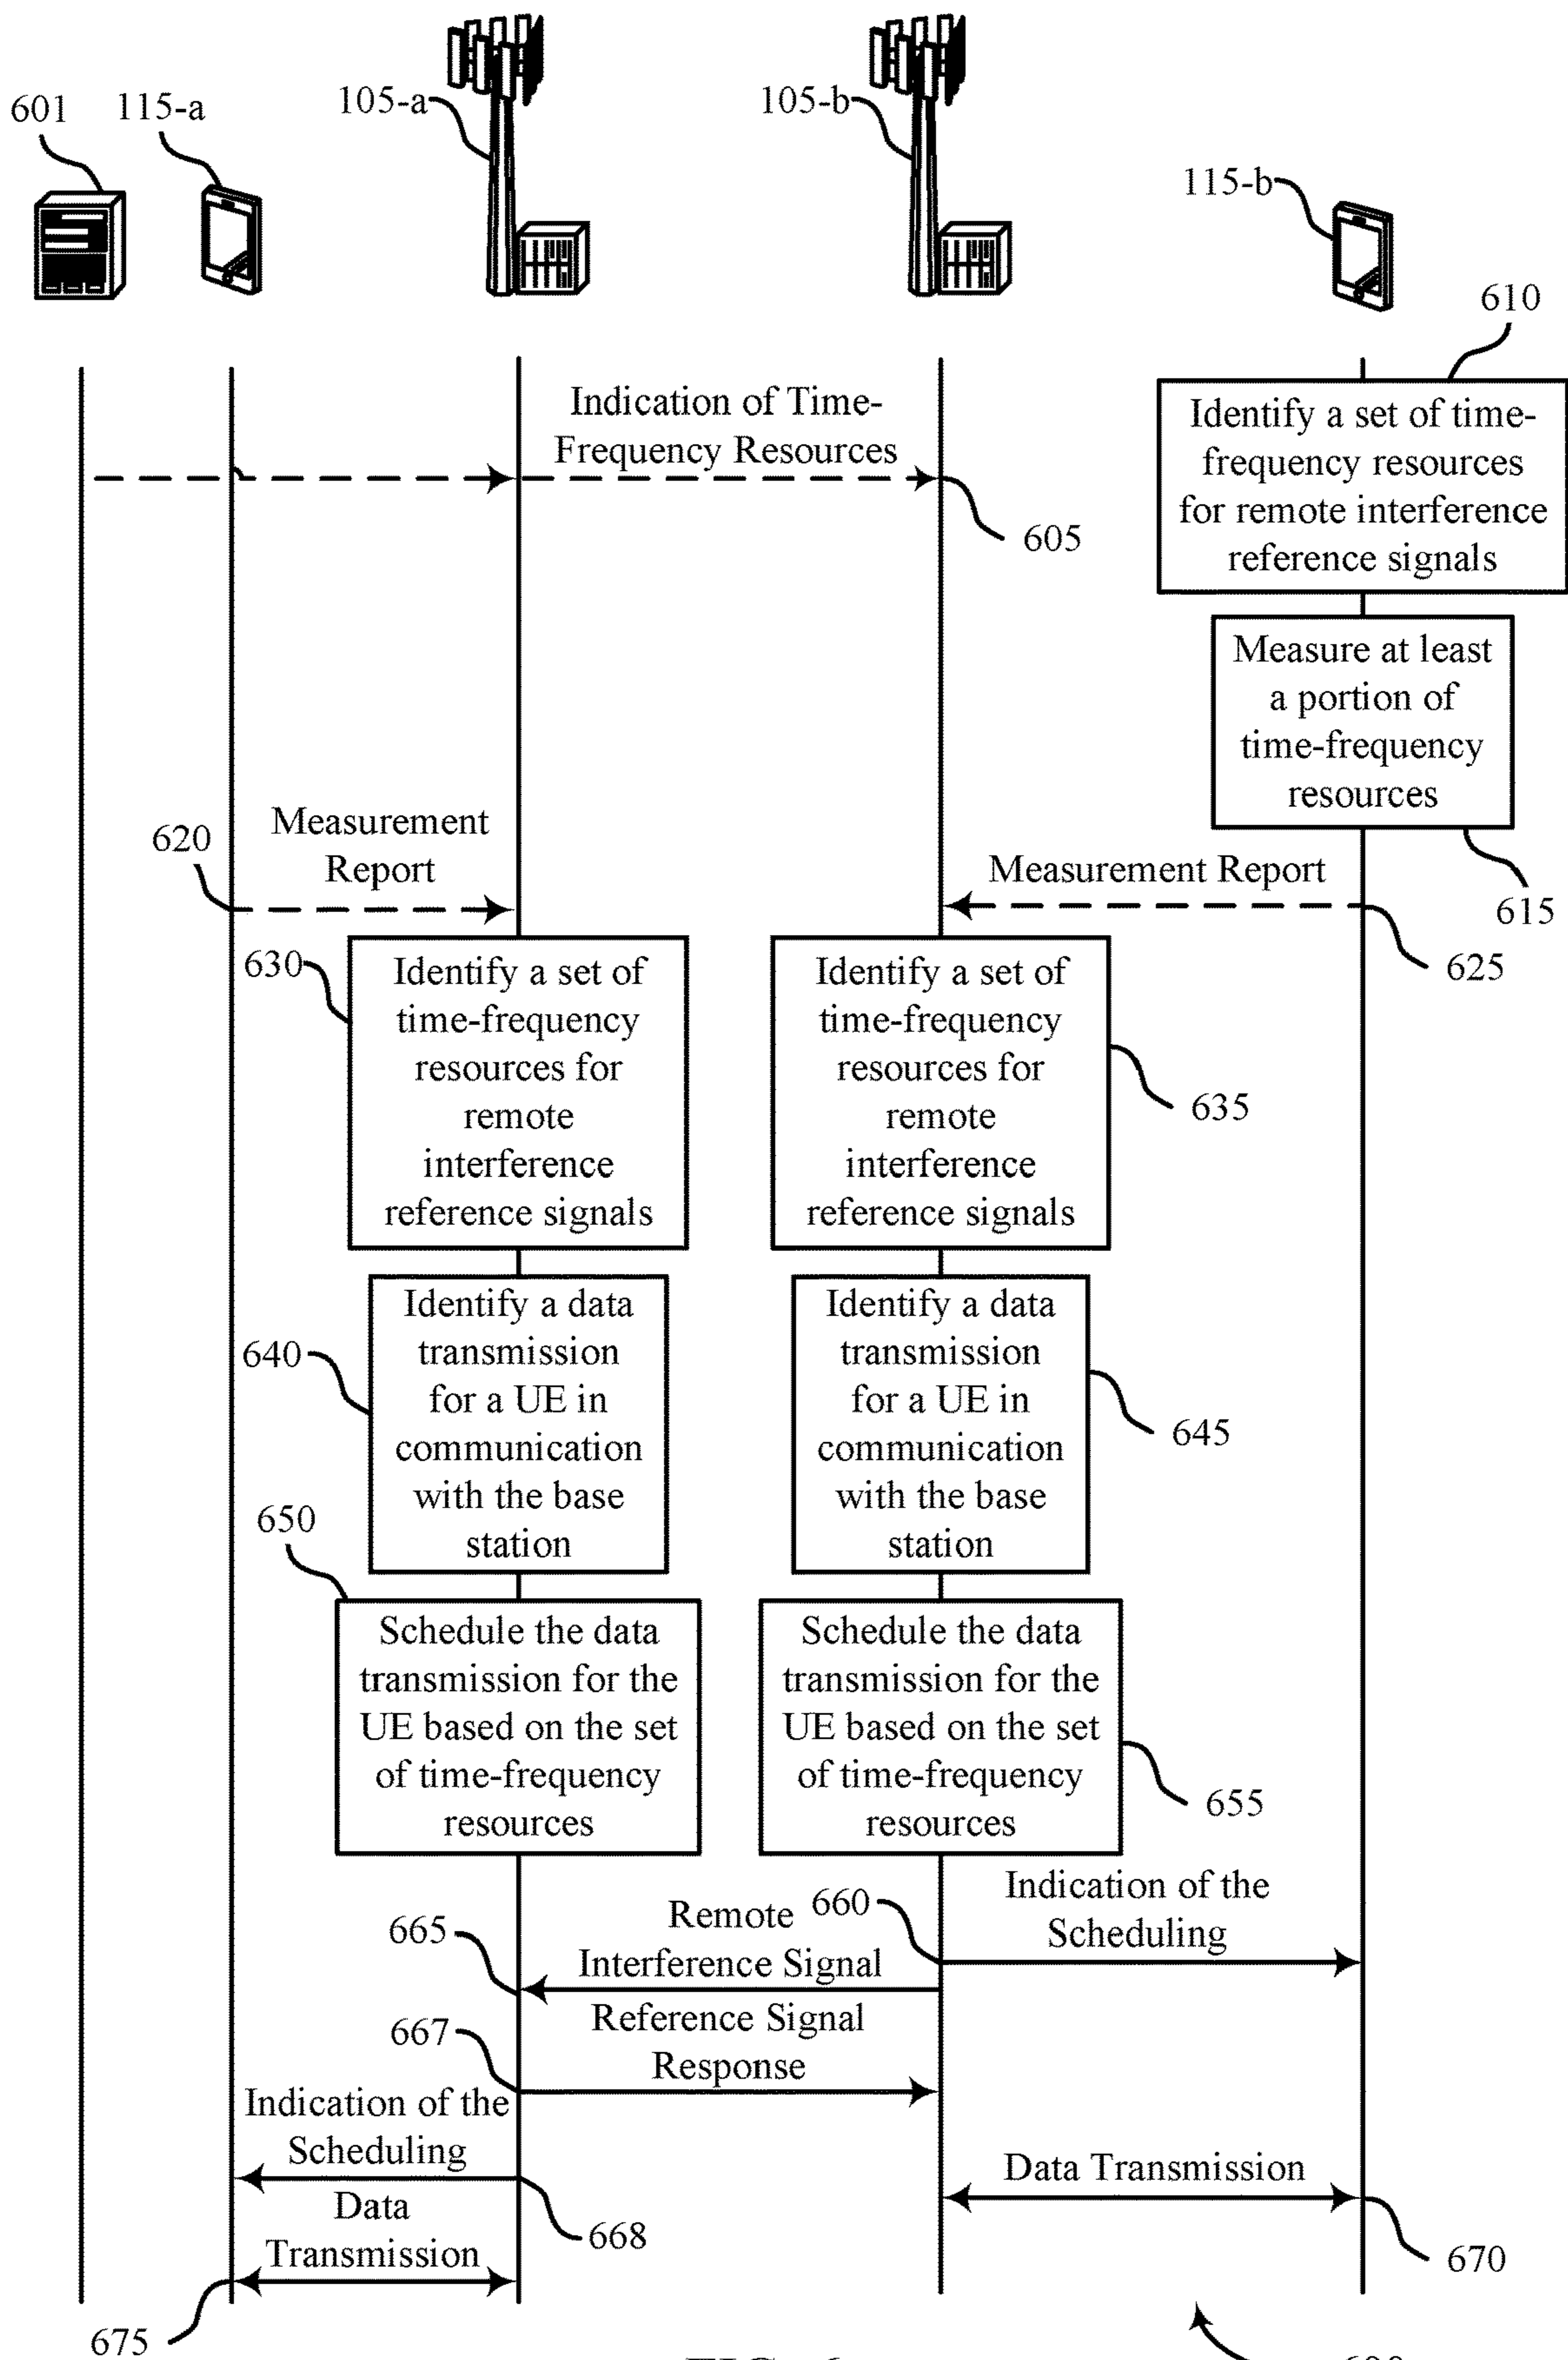 601
115-a
105-a
105-b
115-b
610
Indication of Time-
Frequency Resources
605
Identify a set of time-
frequency resources
for remote interference
reference signals
Measure at least
a portion of
time-frequency
resources
615
620
Measurement
Report
Measurement Report
625
630
Identify a set of
time-frequency
resources for
remote
interference
reference signals
Identify a set of
time-frequency
resources for
remote
interference
reference signals
635
640
Identify a data
transmission
for a UE in
communication
with the base
station
Identify a data
transmission
for a UE in
communication
with the base
station
645
650
Schedule the data
transmission for the
UE based on the set
of time-frequency
resources
Schedule the data
transmission for the
UE based on the set
of time-frequency
resources
655
660
Indication of the
Scheduling
665
Remote
Interference Signal
667
Reference Signal
Response
Indication of the
Scheduling
668
Data Transmission
670
Data
Transmission
675